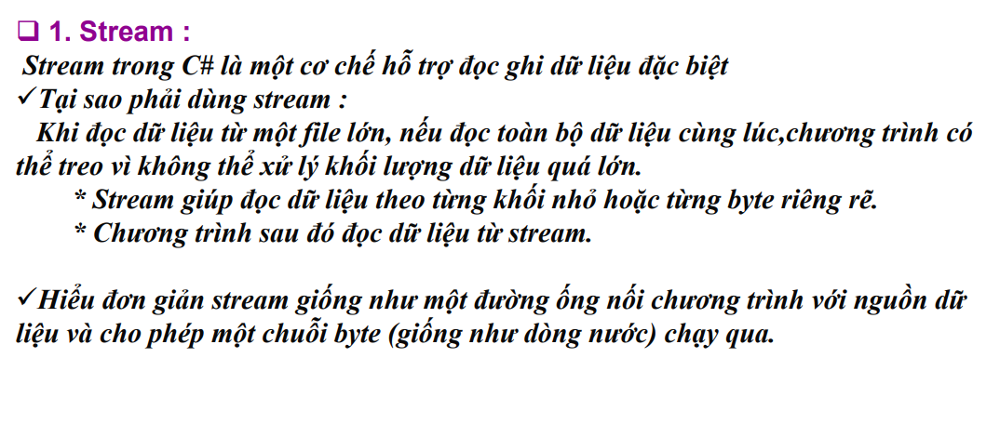 ❑ 1. Stream :
Stream trong C# là một cơ chế hỗ trợ đọc ghi dữ liệu đặc biệt
✓Tại sao phải dùng stream :
Khi đọc dữ liệu từ một file lớn, nếu đọc toàn bộ dữ liệu cùng lúc,chương trình có
thể treo vì không thể xử lý khối lượng dữ liệu quá lớn.
* Stream giúp đọc dữ liệu theo từng khối nhỏ hoặc từng byte riêng rẽ.
* Chương trình sau đó đọc dữ liệu từ stream.
✓Hiểu đơn giản stream giống như một đường ống nối chương trình với nguồn dữ
liệu và cho phép một chuỗi byte (giống như dòng nước) chạy qua.